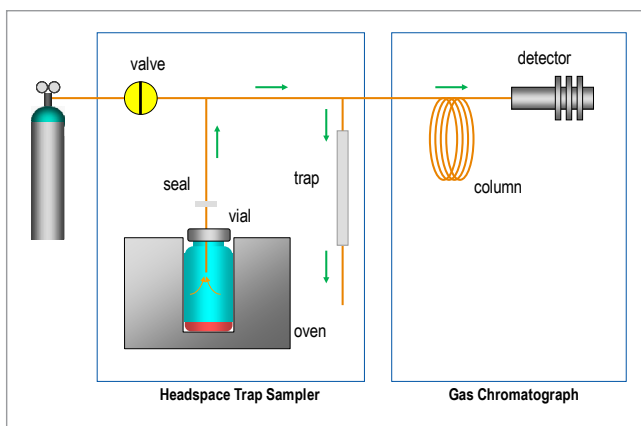 valve
detector
trap
column
seal
vial
oven
Headspace Trap Sampler
Gas Chromatograph